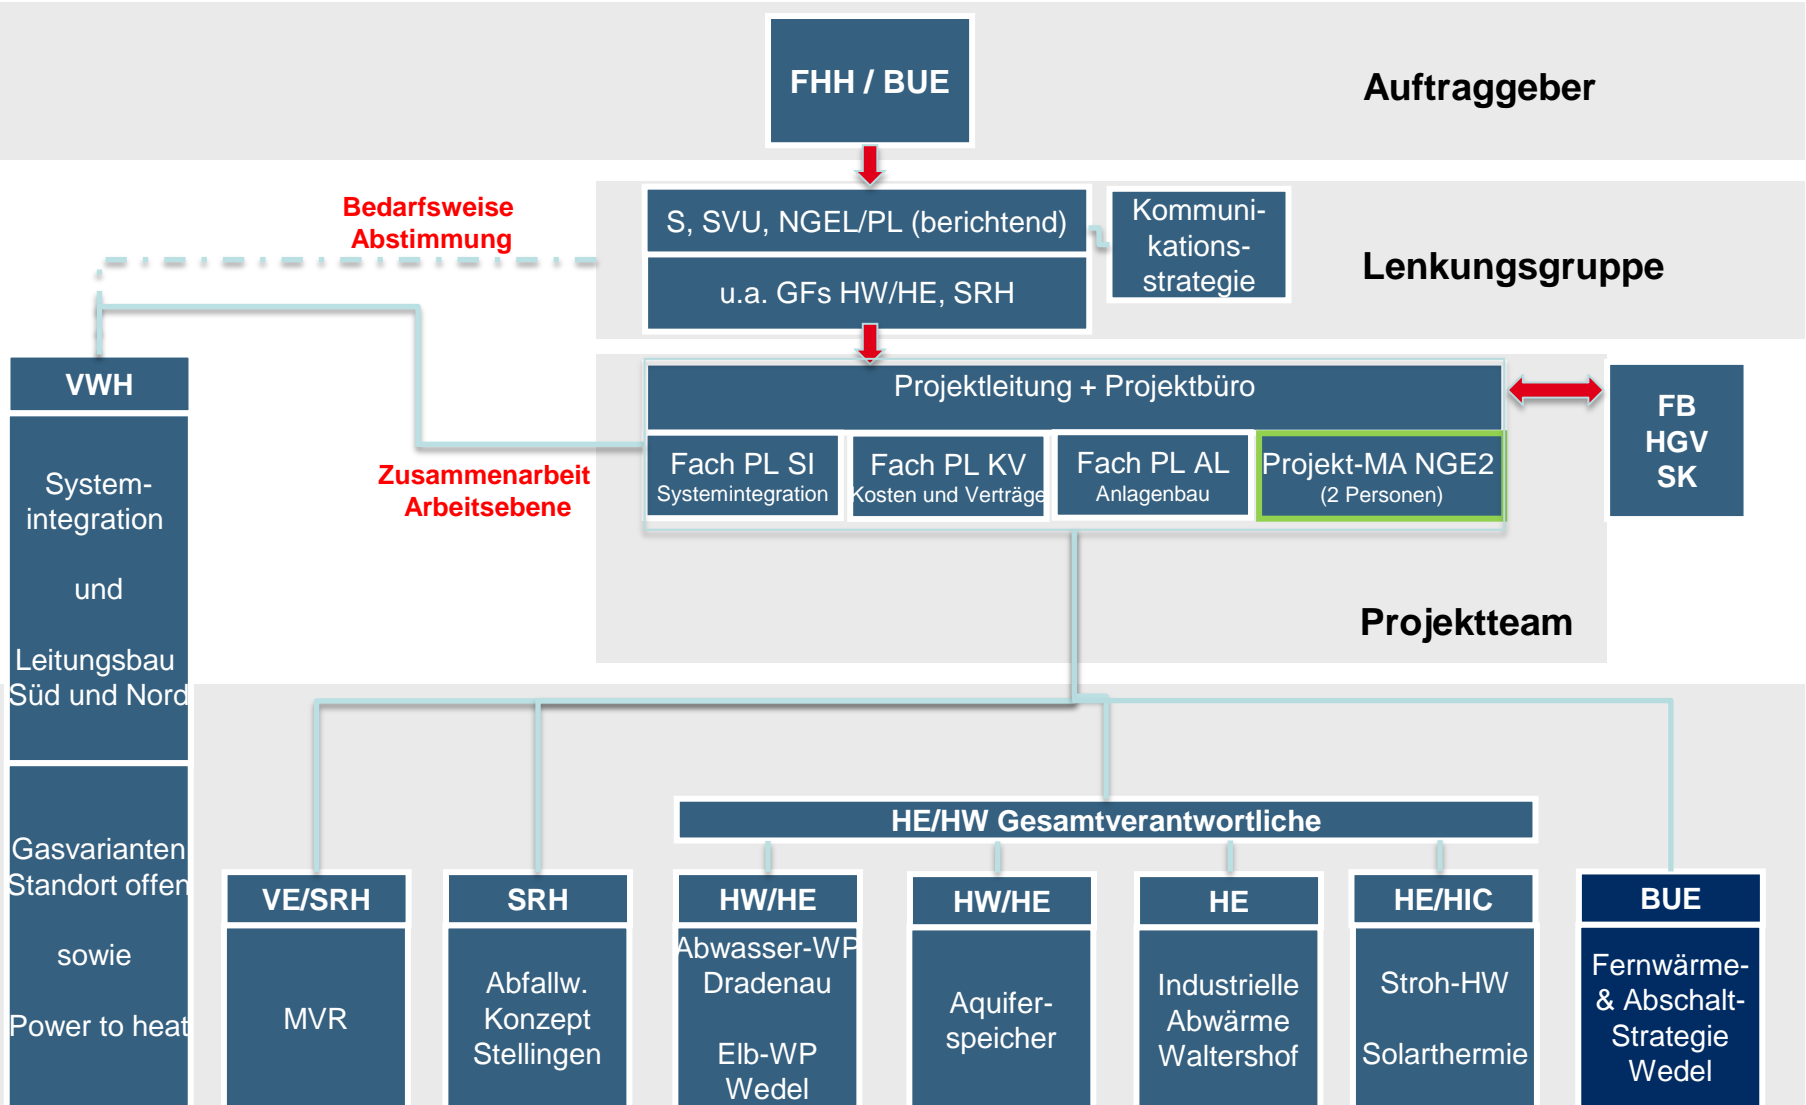 FHH / BUE
Auftraggeber
Bedarfsweise
Abstimmung
S, SVU, NGEL/PL (berichtend)
u.a. GFs HW/HE, SRH
Kommuni-
kations-
strategie
Lenkungsgruppe
VWH
System-
integration
und
Leitungsbau
Süd und Nord
Gasvarianten
Standort offen
sowie
Power to heat
Zusammenarbeit
Arbeitsebene
Projektleitung + Projektbüro
Fach PL SI
Systemintegration
Fach PL KV
Kosten und Verträge
Fach PL AL
Anlagenbau
Projekt-MA NGE2
(2 Personen)
FB
HGV
SK
Projektteam
HE/HW Gesamtverantwortliche
VE/SRH
MVR
SRH
Abfallw.
Konzept
Stellingen
HW/HE
Abwasser-WP
Dradenau
Elb-WP
Wedel
HW/HE
Aquifer-
speicher
HE
Industrielle
Abwärme
Waltershof
HE/HIC
Stroh-HW
Solarthermie
BUE
Fernwärme-
& Abschalt-
Strategie
Wedel